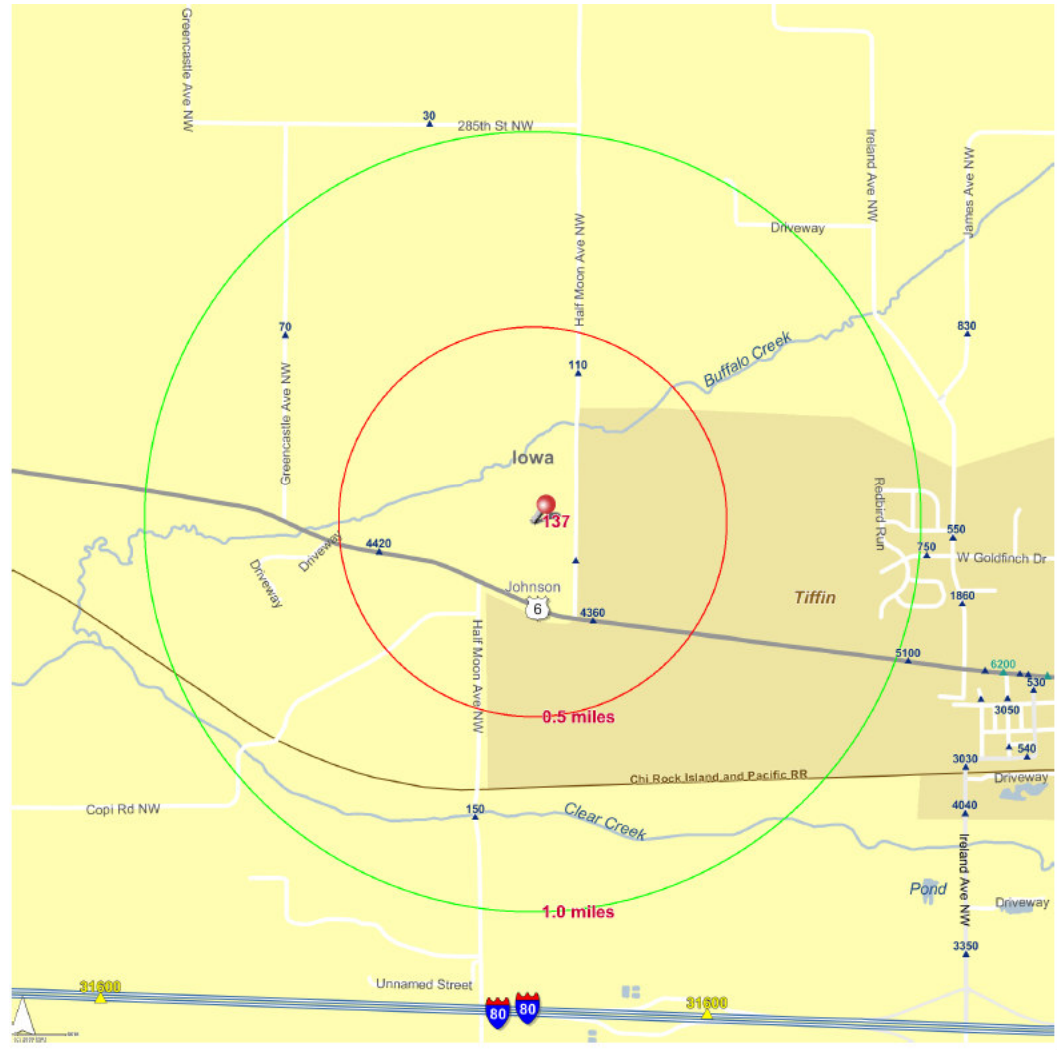 Greencastle Ave NW
30
285th St NW
Ireland Ave NW
James Ave NW
Driveway
Half Moon Ave NW
70
830
110
Buffalo Creek
Greencastle Ave NW
Iowa
Redbird Run
137
550
4420
Driveway
750
W Goldfinch Dr
Driveway
Johnson
Tiffin
1860
6
4360
Half Moon Ave NW
5100
6200
530
3050
0.5 miles
540
3030
Chi Rock Island and Pacific RR
Driveway
Copi Rd NW
150
Clear Creek
4040
Ireland Ave NW
Pond
Driveway
1.0 miles
3350
Unnamed Street
31600
31600
80
80